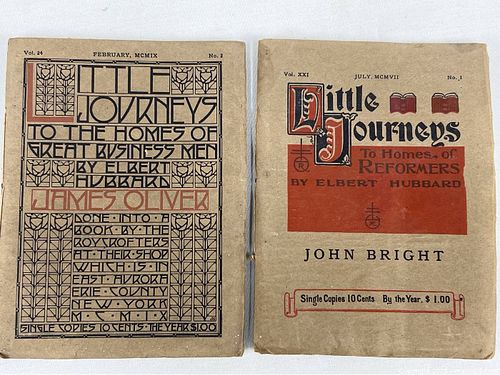 Vol. 24 FEBRUARY, MCMIX No. 2
LITTLE
JOURNEYS
TO THE HOMES OF
GREAT BUSINESS MEN
BY ELBERT
HUBBARD
JAMES OLIVER
DONE INTO A
BOOK BY THE
ROYCROFTERS
AT THEIR SHOP
WHICH IS IN
EAST AURORA
ERIE COUNTY
NEW YORK
MCMIX
SINGLE COPIES 10 CENTS THE YEAR $1.00
Vol. XXI JULY, MCMVII No. 1
Little
Journeys
To Homes of
REFORMERS
BY ELBERT HUBBARD
JOHN BRIGHT
Single Copies 10 Cents By the Year, $ 1.00